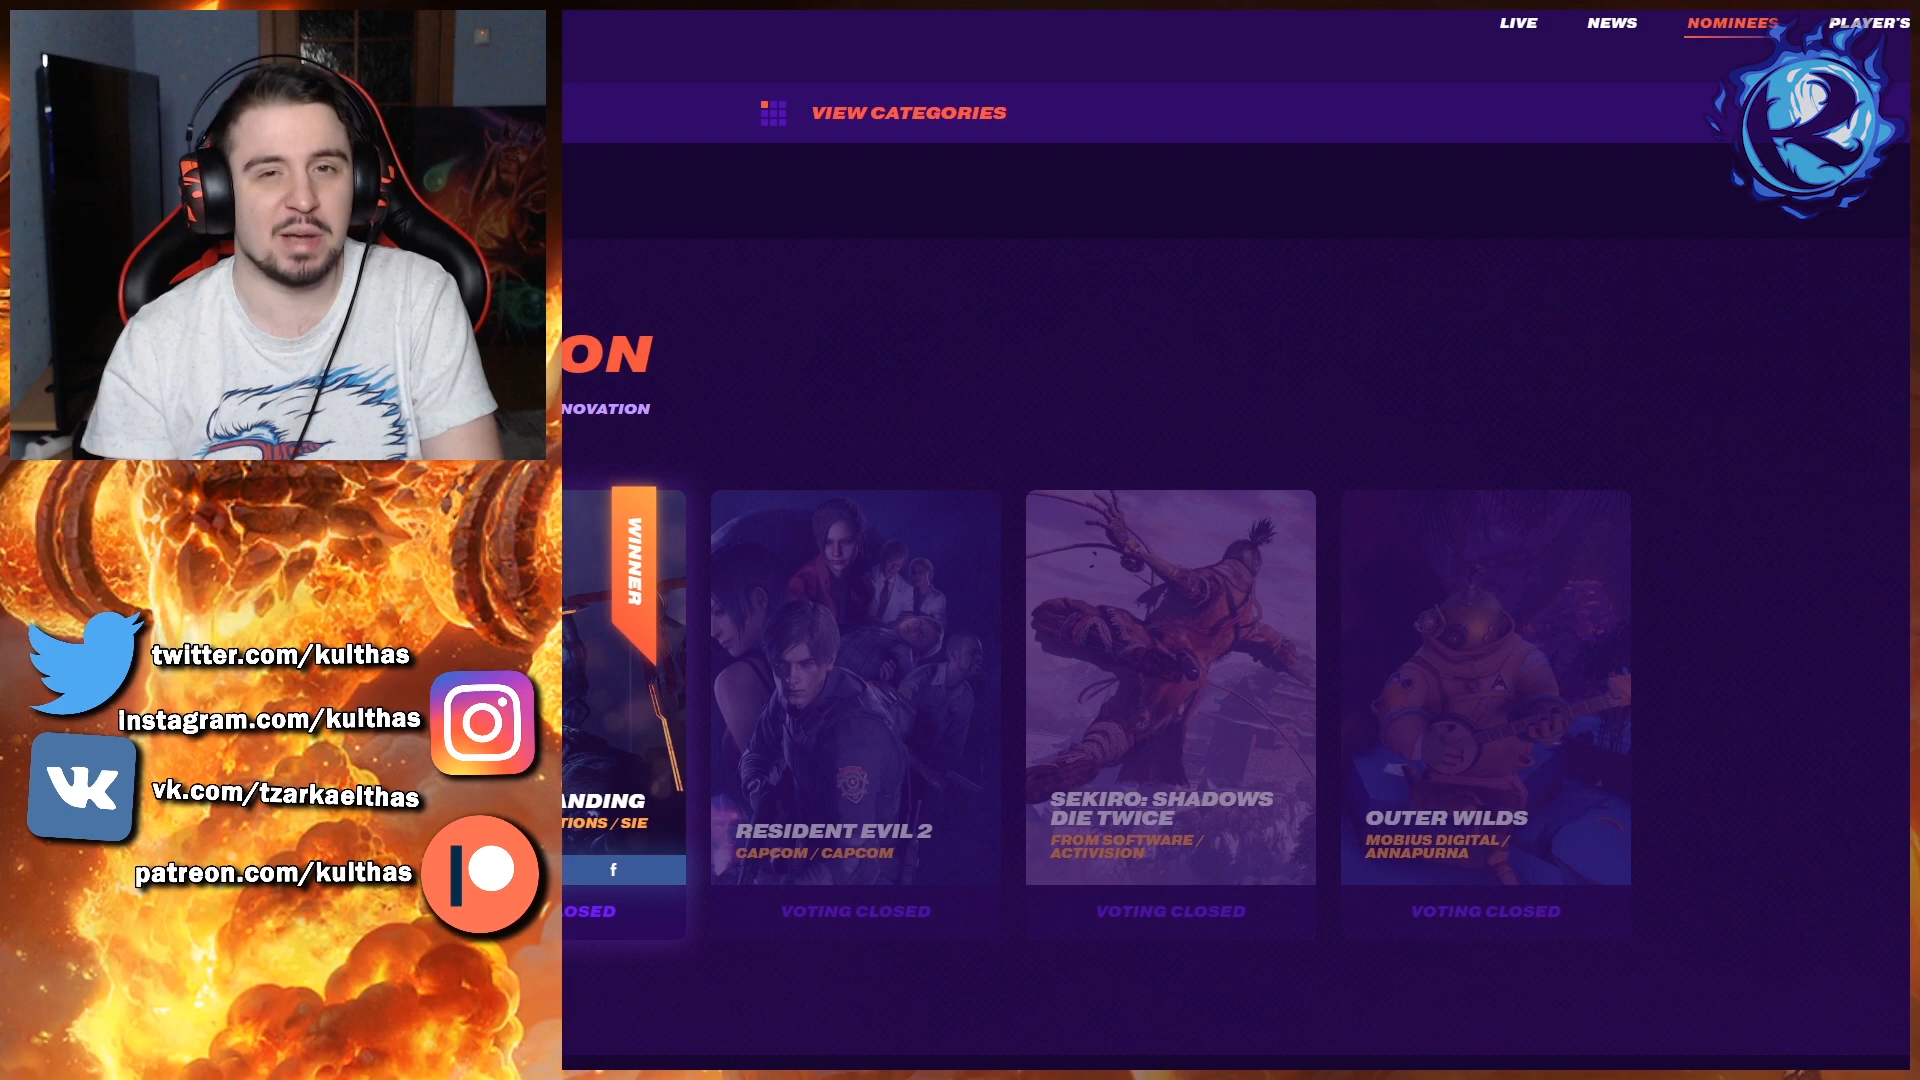 LIVE NEWS NOMINEES PLAYER'S
VIEW CATEGORIES
ON
NOVATION
WINNER
ANDING
TIONS / SIE
f
OSED
RESIDENT EVIL 2
CAPCOM / CAPCOM
VOTING CLOSED
SEKIRO: SHADOWS
DIE TWICE
FROM SOFTWARE /
ACTIVISION
VOTING CLOSED
OUTER WILDS
MOBIUS DIGITAL /
ANNAPURNA
VOTING CLOSED
twitter.com/kulthas
instagram.com/kulthas
vk.com/tzarkaelthas
patreon.com/kulthas